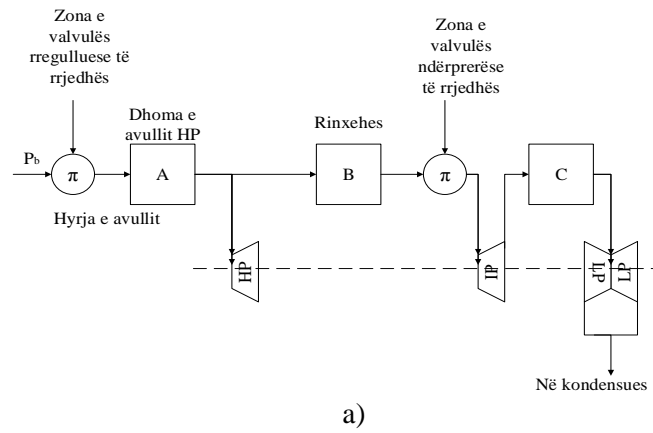 Zona e
valvulës
rregulluese të
rrjedhës
Zona e
valvulës
ndërprerëse
të rrjedhës
Dhoma e
avullit HP
Rinxehes
P_b
π
A
B
π
C
Hyrja e avullit
HP
IP
LP
LP
Në kondensues
a)